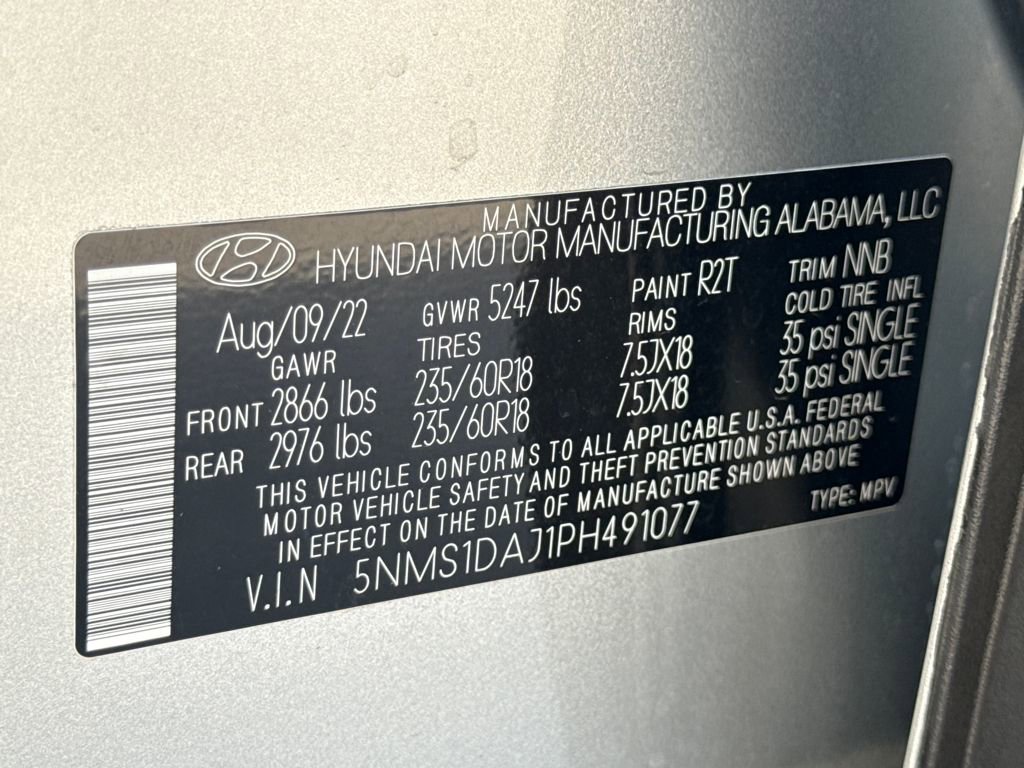 MANUFACTURED BY
HYUNDAI MOTOR MANUFACTURING ALABAMA, LLC
Aug/09/22 GVWR 5247 lbs PAINT R2T TRIM NNB
GAWR TIRES RIMS COLD TIRE INFL
FRONT 2866 lbs 235/60R18 7.5JX18 35 psi SINGLE
REAR 2976 lbs 235/60R18 7.5JX18 35 psi SINGLE
THIS VEHICLE CONFORMS TO ALL APPLICABLE U.S.A. FEDERAL
MOTOR VEHICLE SAFETY AND THEFT PREVENTION STANDARDS
IN EFFECT ON THE DATE OF MANUFACTURE SHOWN ABOVE
V.I.N 5NMS1DAJ1PH491077 TYPE: MPV